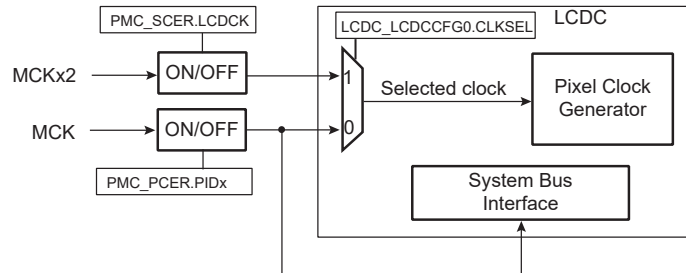 PMC_SCER.LCDCK
LCDC_LCDCCFG0.CLKSEL
LCDC
MCKx2
ON/OFF
1
Selected clock
Pixel Clock
Generator
MCK
ON/OFF
0
PMC_PCER.PIDx
System Bus
Interface